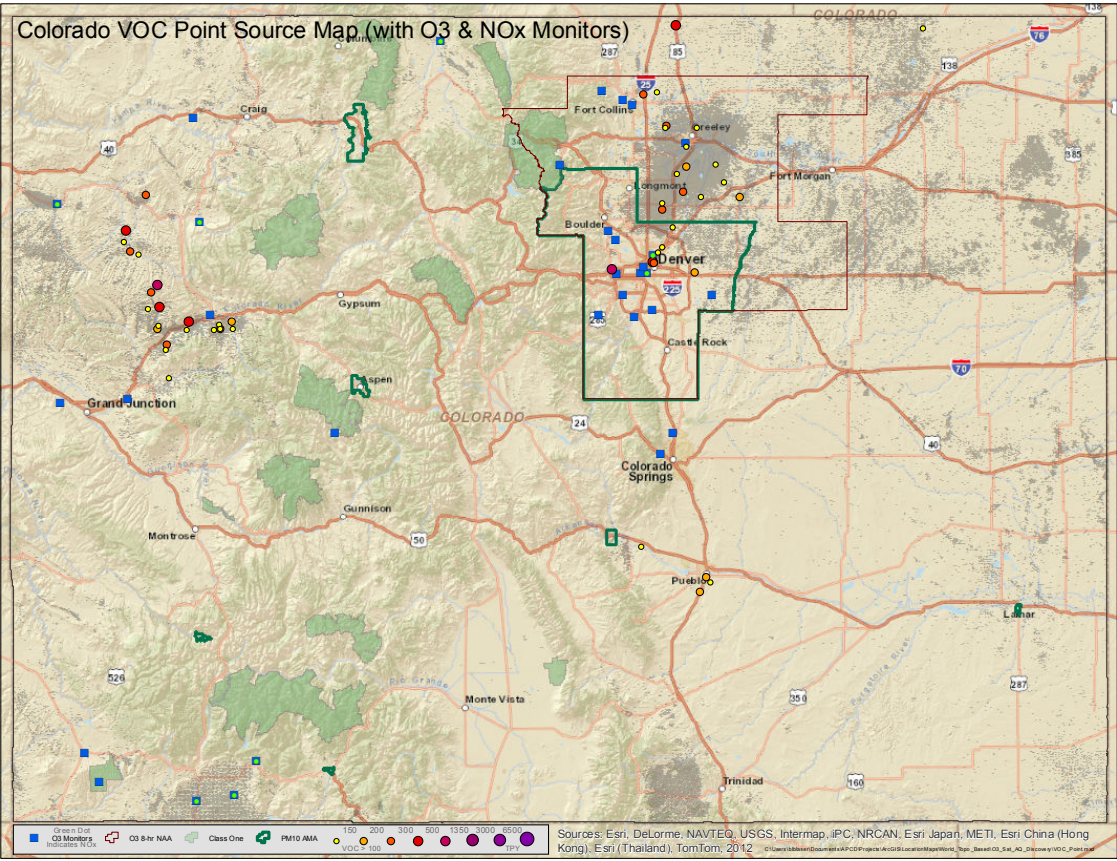 Colorado VOC Point Source Map (with O3 & NOx Monitors)
COLORADO
138
76
287
85
138
25
Craig
Fort Collins
40
Greeley
34
385
Fort Morgan
Longmont
Boulder
Denver
225
Gypsum
285
Castle Rock
70
Aspen
Grand Junction
COLORADO
24
40
Colorado
Springs
Gunnison
Montrose
50
Pueblo
Lamar
526
Rio Grande
287
350
Monte Vista
Trinidad
160
Green Dot
O3 Monitors
Indicates NOx
O3 8-hr NAA
Class One
PM10 AMA
150 200 300 500 1350 3000 6500
VOC > 100
TPY
Sources: Esri, DeLorme, NAVTEQ, USGS, Intermap, iPC, NRCAN, Esri Japan, METI, Esri China (Hong
Kong), Esri (Thailand), TomTom, 2012